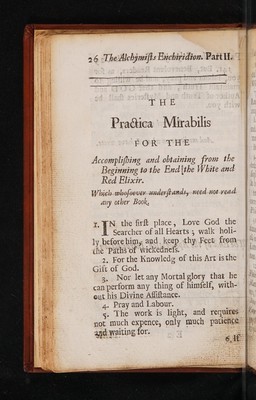 26 The Alchymists Enchiridion. Part II.
THE
Practica Mirabilis
FOR THE
Accomplishing and obtaining from the
Beginning to the End the White and
Red Elixir.
Which whosoever understands, need not read
any other Book.
1. IN the first place, Love God the
Searcher of all Hearts; walk holi-
ly before him, and keep thy Feet from
the Paths of wickedness.
2. For the Knowledg of this Art is the
Gift of God.
3. Nor let any Mortal glory that he
can perform any thing of himself, with-
out his Divine Assistance.
4. Pray and Labour.
5. The work is light, and requires
not much expence, only much patience
and waiting for.
6. If